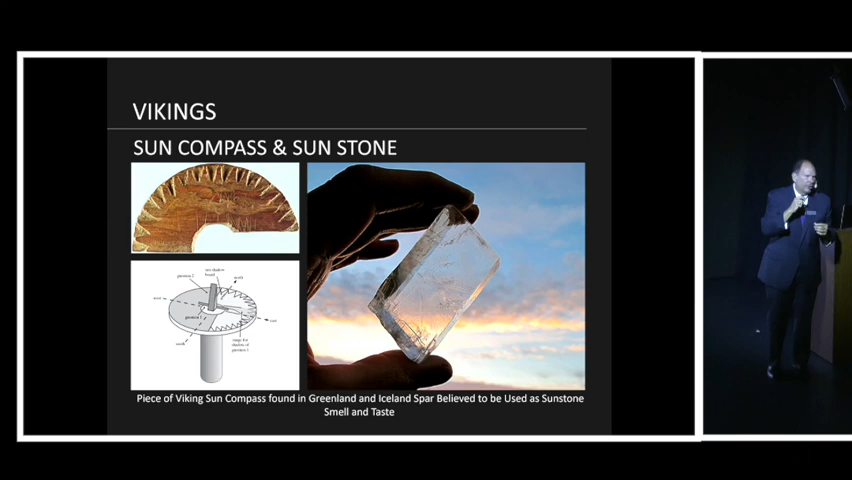 VIKINGS
SUN COMPASS & SUN STONE
Piece of Viking Sun Compass found in Greenland and Iceland Spar Believed to be Used as Sunstone
Smell and Taste